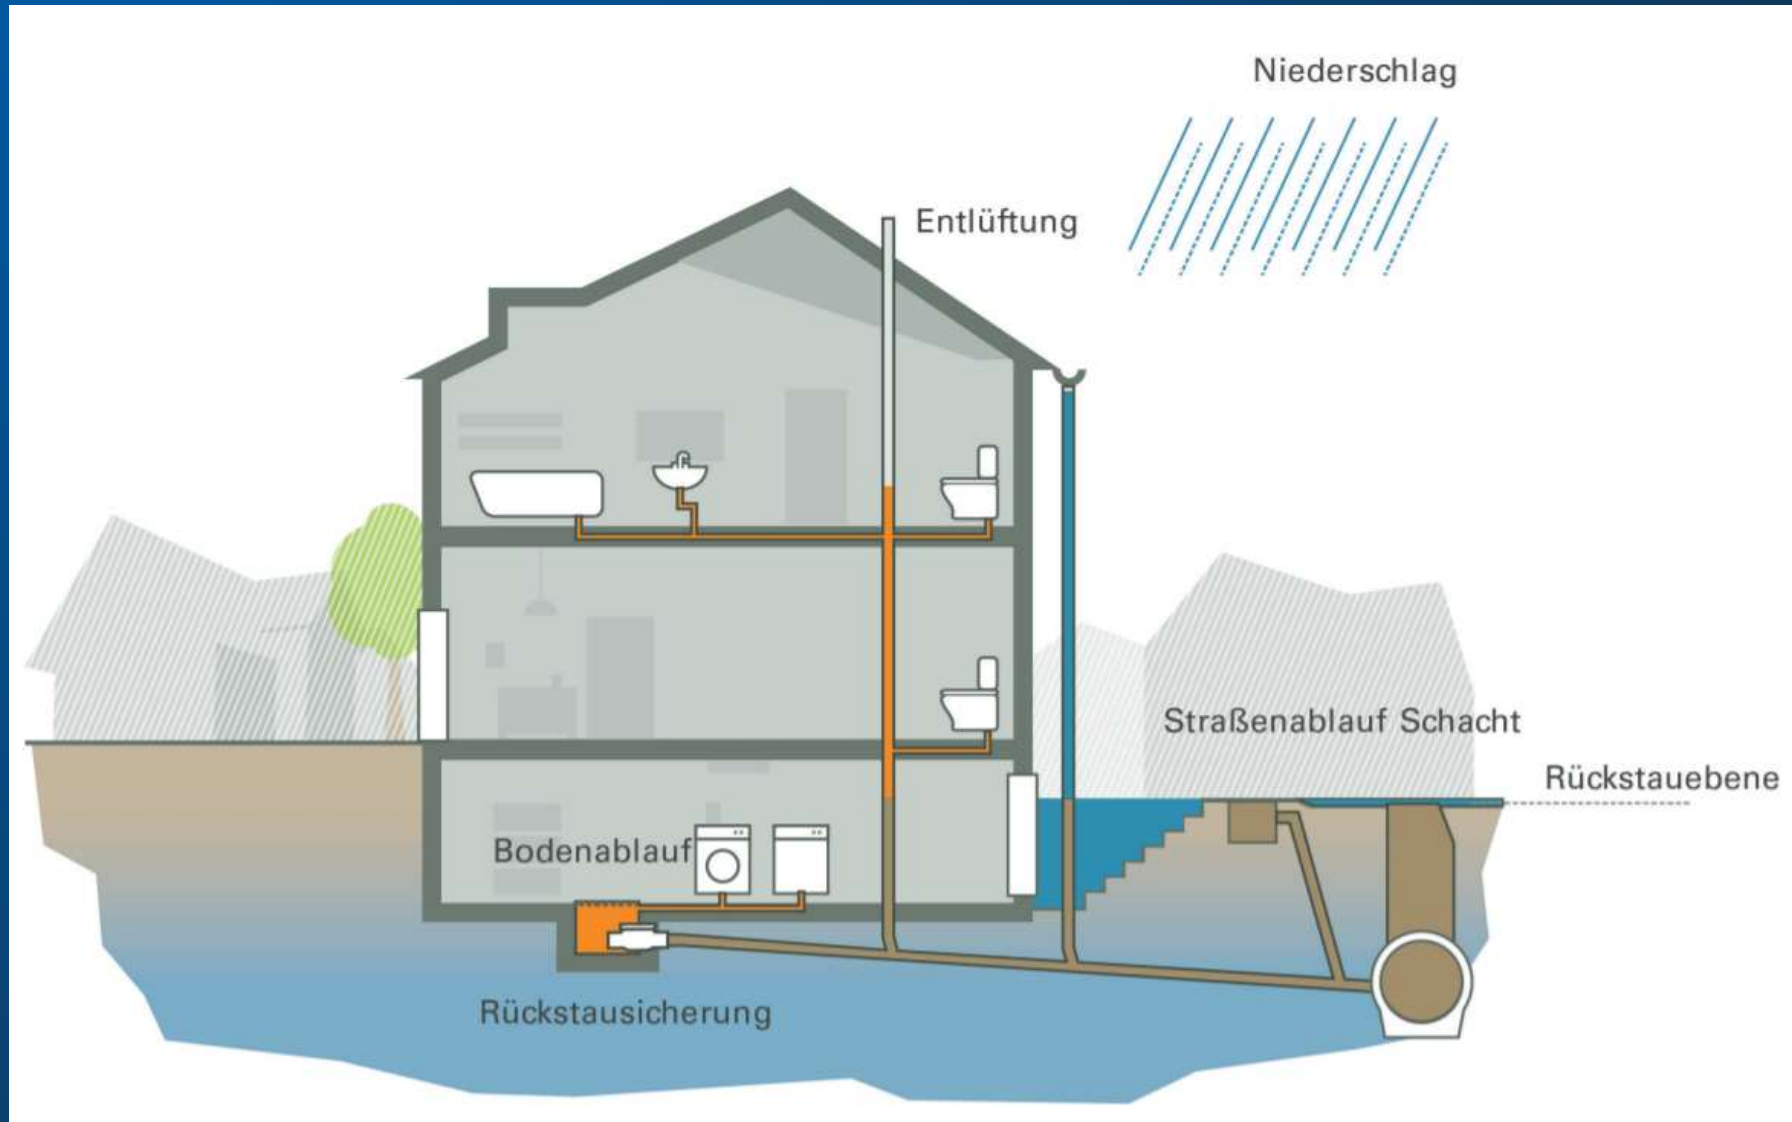 Niederschlag
Entlüftung
Straßenablauf Schacht
Rückstauebene
Bodenablauf
Rückstausicherung